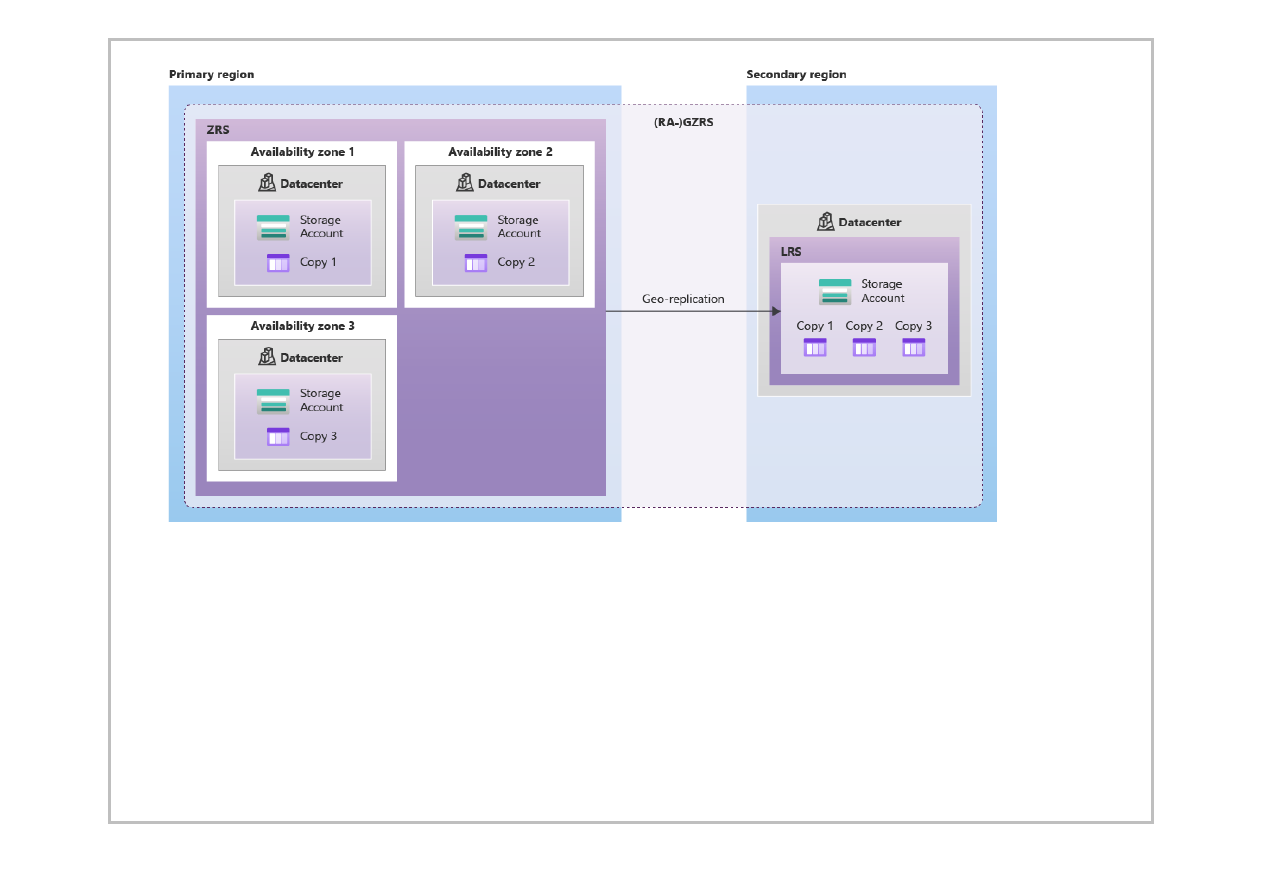 Primary region
Secondary region
(RA-)GZRS
ZRS
Availability zone 1
Datacenter
Storage
Account
Copy 1
Availability zone 2
Datacenter
Storage
Account
Copy 2
Availability zone 3
Datacenter
Storage
Account
Copy 3
Geo-replication
Datacenter
LRS
Storage
Account
Copy 1 Copy 2 Copy 3